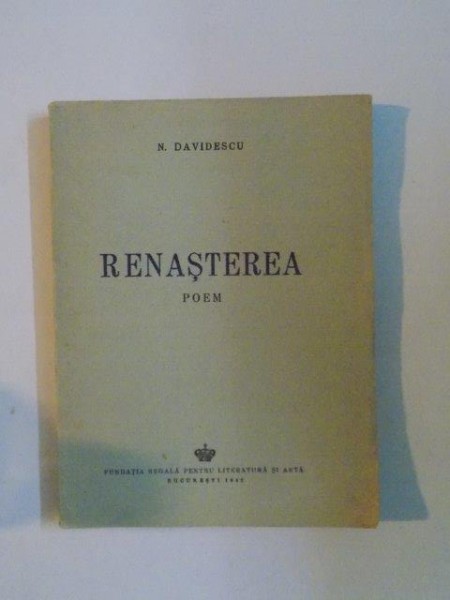 N. DAVIDESCU
RENAȘTEREA
POEM
FUNDAȚIA REGALĂ PENTRU LITERATURĂ ȘI ARTĂ
BUCUREȘTI